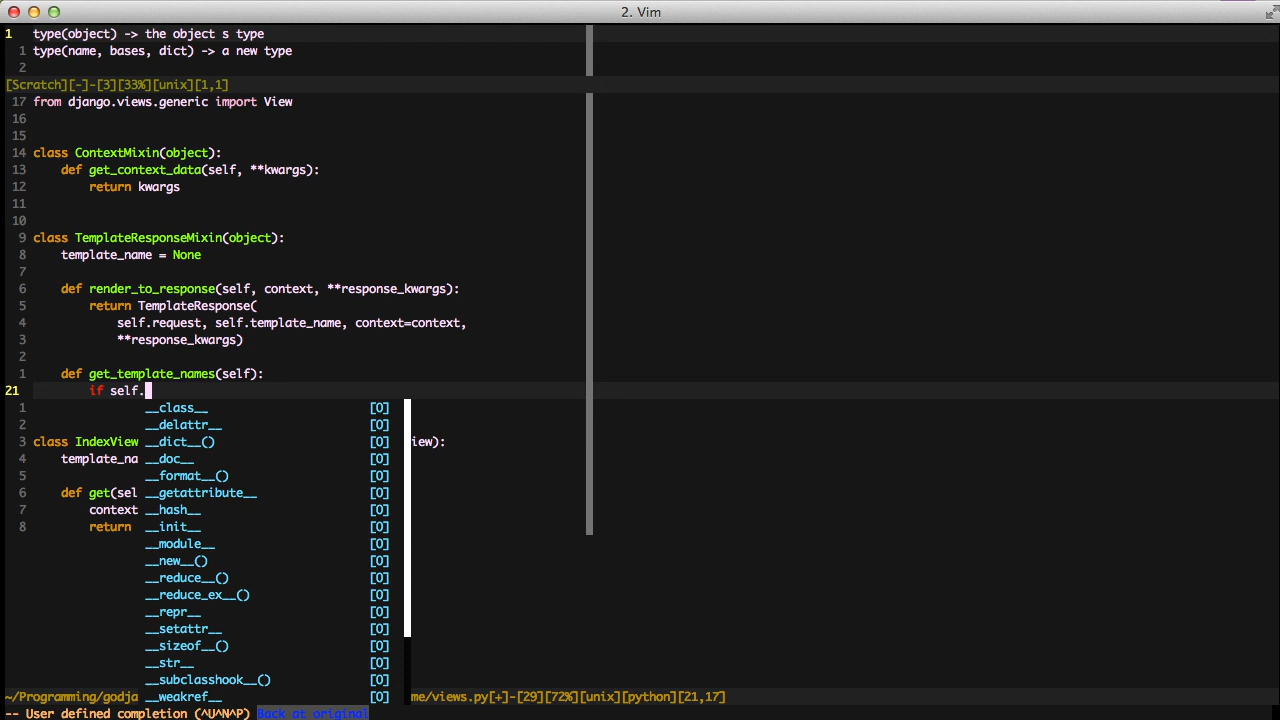 2. Vim
1 type(object) -> the object s type
1 type(name, bases, dict) -> a new type
2
[Scratch][-]-[3][33%][unix][1,1]
17 from django.views.generic import View
16
15
14 class ContextMixin(object):
13 def get_context_data(self, **kwargs):
12 return kwargs
11
10
9 class TemplateResponseMixin(object):
8 template_name = None
7
6 def render_to_response(self, context, **response_kwargs):
5 return TemplateResponse(
4 self.request, self.template_name, context=context,
3 **response_kwargs)
2
1 def get_template_names(self):
21 if self.
1 __class__ [0]
2 __delattr__ [0]
3 class IndexView __dict__() [0] iew):
4 template_na __doc__ [0]
5 __format__() [0]
6 def get(sel __getattribute__ [0]
7 context __hash__ [0]
8 return __init__ [0]
__module__ [0]
__new__() [0]
__reduce__() [0]
__reduce_ex__() [0]
__repr__ [0]
__setattr__ [0]
__sizeof__() [0]
__str__ [0]
__subclasshook__() [0]
~/Programming/godja __weakref__ [0] me/views.py[+]-[29][72%][unix][python][21,17]
-- User defined completion (^U^N^P) Back at original